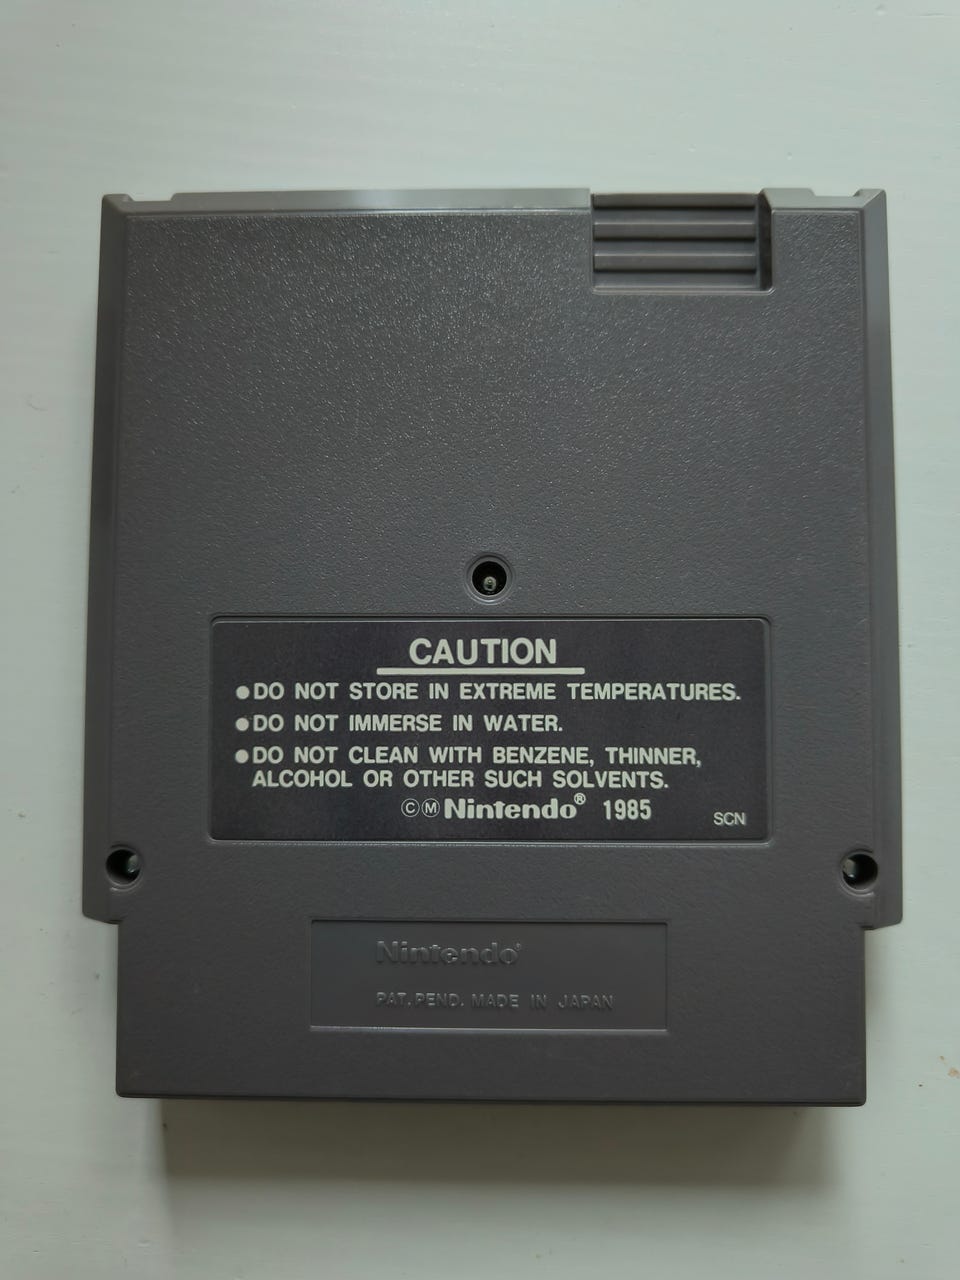 CAUTION
●DO NOT STORE IN EXTREME TEMPERATURES.
●DO NOT IMMERSE IN WATER.
●DO NOT CLEAN WITH BENZENE, THINNER,
ALCOHOL OR OTHER SUCH SOLVENTS.
ⒸⓂNintendo® 1985
SCN
Nintendo®
PAT. PEND. MADE IN JAPAN